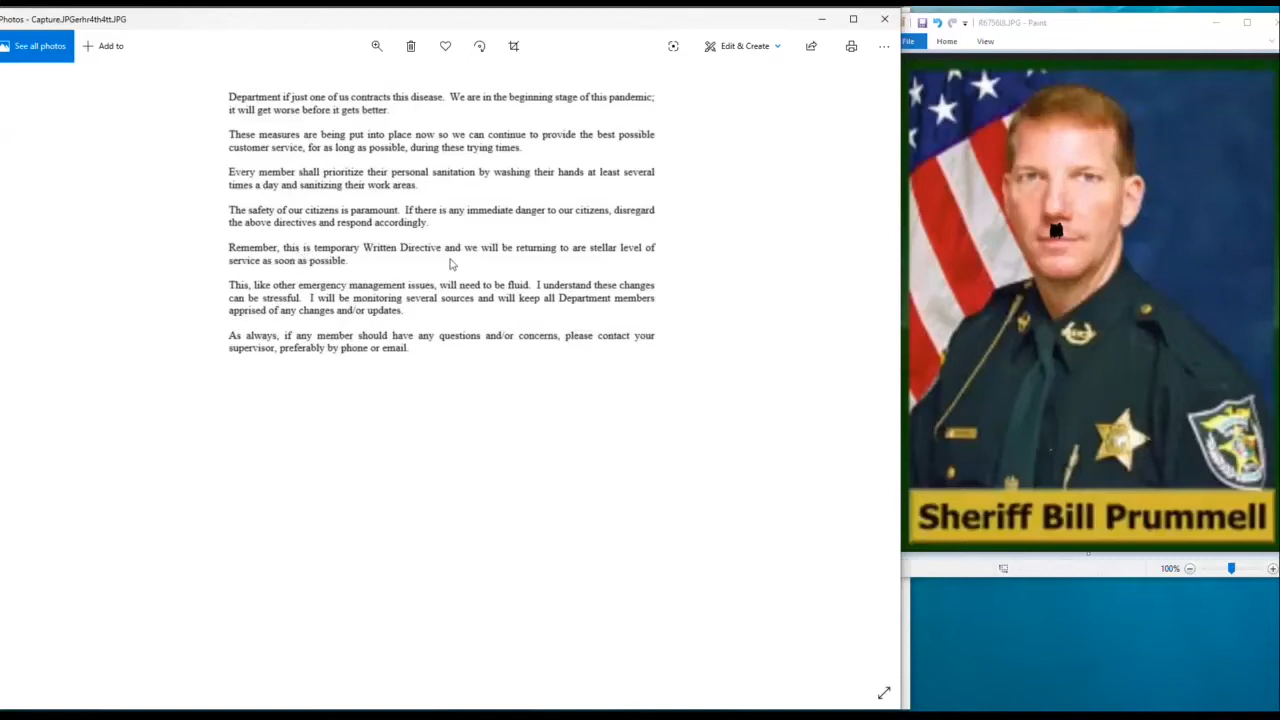 Photos - Capture.JPGerhr4th4tt.JPG
See all photos
Add to
Edit & Create
Department if just one of us contracts this disease. We are in the beginning stage of this pandemic;
it will get worse before it gets better.
These measures are being put into place now so we can continue to provide the best possible
customer service, for as long as possible, during these trying times.
Every member shall prioritize their personal sanitation by washing their hands at least several
times a day and sanitizing their work areas.
The safety of our citizens is paramount. If there is any immediate danger to our citizens, disregard
the above directives and respond accordingly.
Remember, this is temporary Written Directive and we will be returning to are stellar level of
service as soon as possible.
This, like other emergency management issues, will need to be fluid. I understand these changes
can be stressful. I will be monitoring several sources and will keep all Department members
apprised of any changes and/or updates.
As always, if any member should have any questions and/or concerns, please contact your
supervisor, preferably by phone or email.
R6756I8.JPG - Paint
File
Home
View
Sheriff Bill Prummell
100%